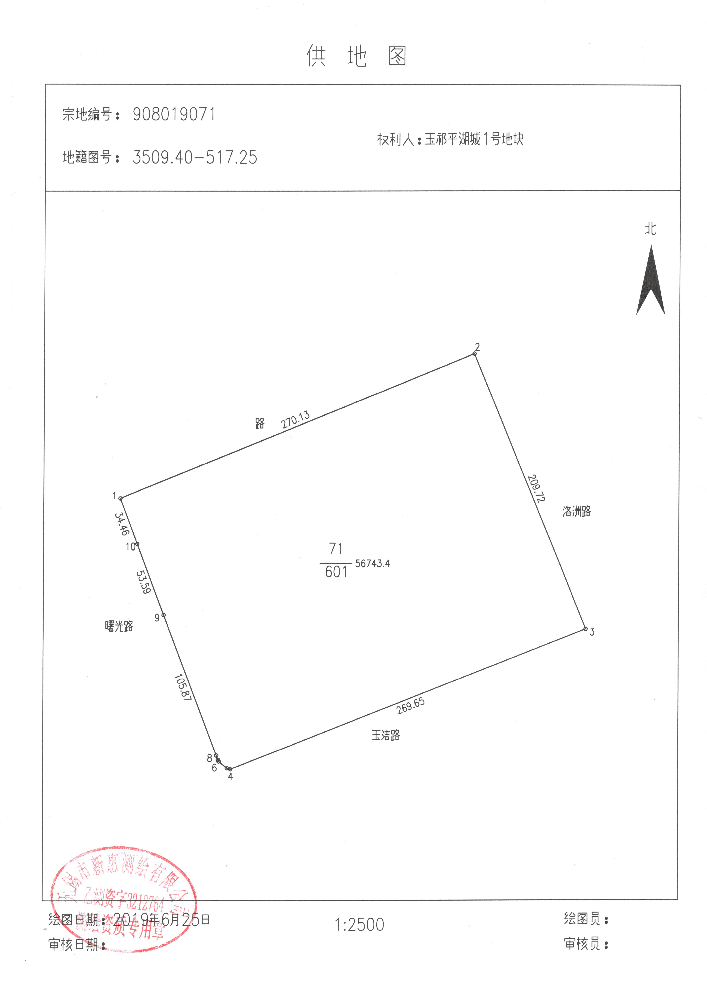 供 地 图
宗地编号： 908019071
权利人：玉祁平湖城1号地块
地籍图号： 3509.40-517.25
北
2
路 270.13
1
209.72
洛洲路
34.46
10
71
601
56743.4
53.59
9
曙光路
3
105.87
269.65
玉洁路
8
6
4
无锡市新惠测绘有限公司
乙测资字3212764
测绘资质专用章
绘图日期：2019年6月25日
1:2500
绘图员：
审核日期：
审核员：